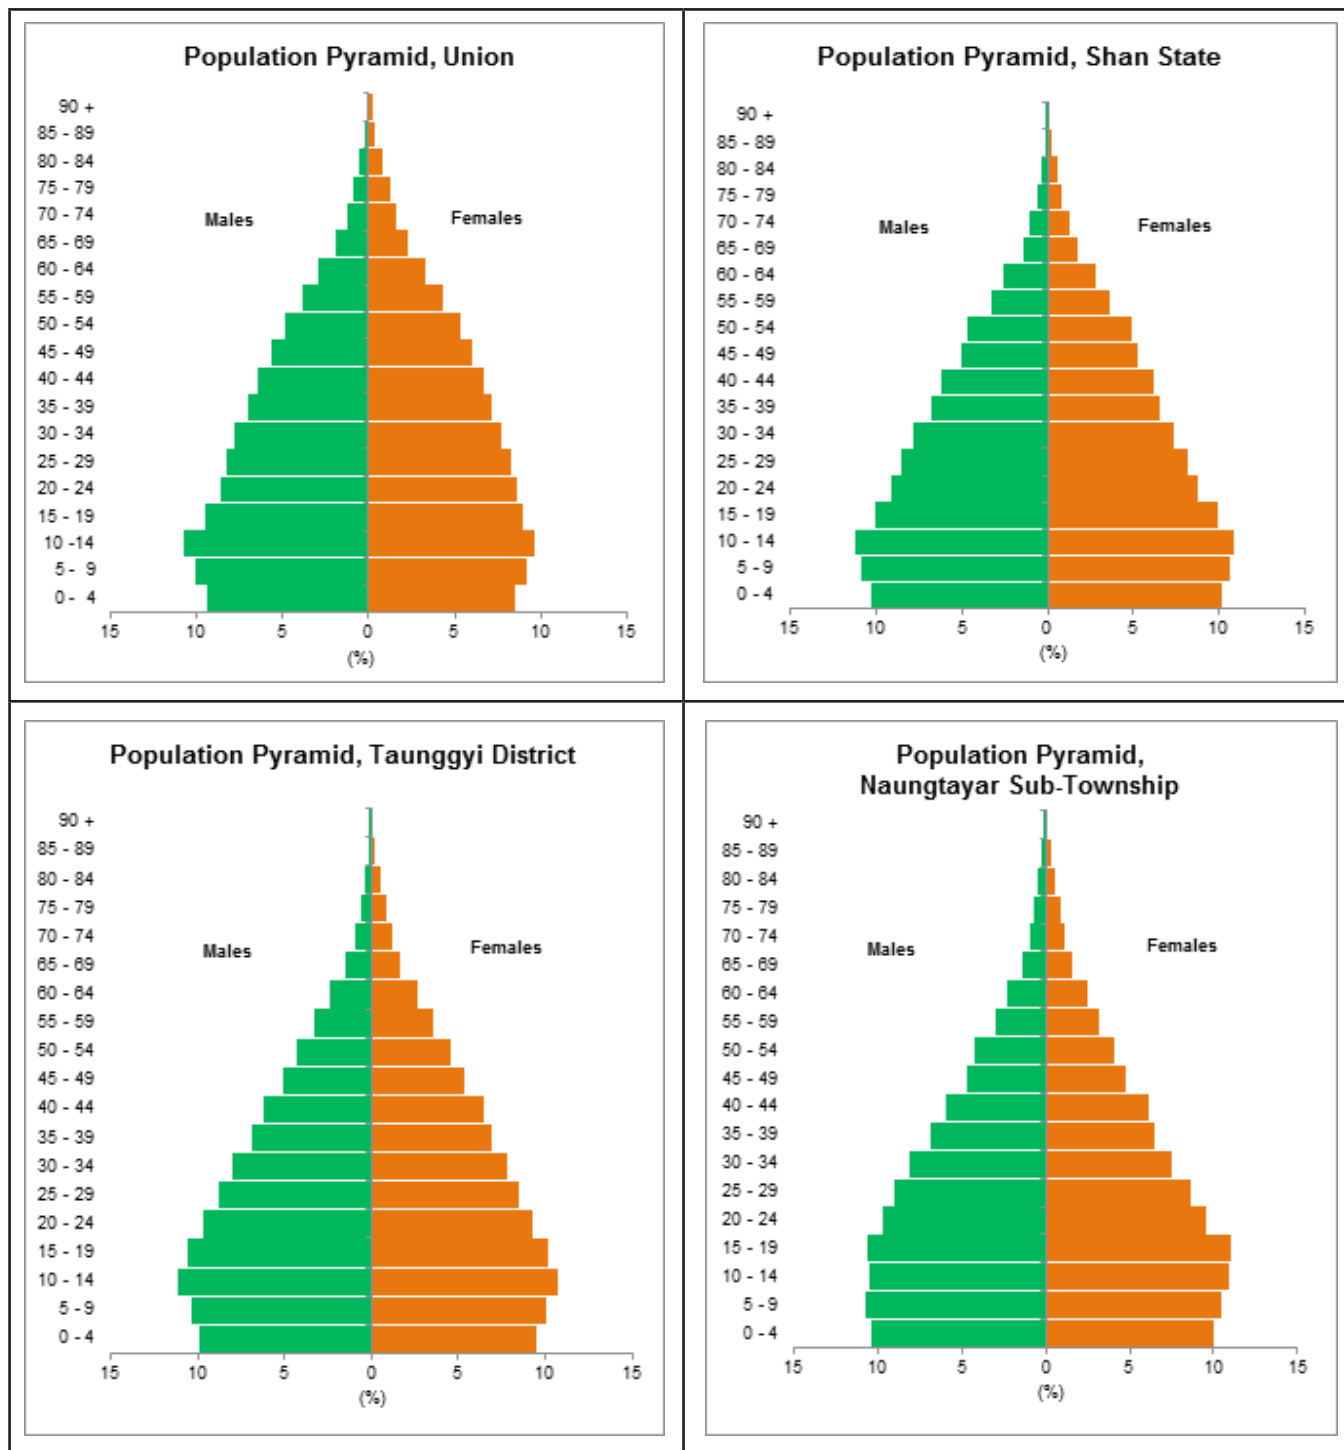 Population Pyramid, Union
90 +
85 - 89
80 - 84
75 - 79
70 - 74
Males
Females
65 - 69
60 - 64
55 - 59
50 - 54
45 - 49
40 - 44
35 - 39
30 - 34
25 - 29
20 - 24
15 - 19
10 -14
5 - 9
0 - 4
15 10 5 0 5 10 15
(%)
Population Pyramid, Shan State
90 +
85 - 89
80 - 84
75 - 79
70 - 74
Males
Females
65 - 69
60 - 64
55 - 59
50 - 54
45 - 49
40 - 44
35 - 39
30 - 34
25 - 29
20 - 24
15 - 19
10 - 14
5 - 9
0 - 4
15 10 5 0 5 10 15
(%)
Population Pyramid, Taunggyi District
90 +
85 - 89
80 - 84
75 - 79
70 - 74
Males
Females
65 - 69
60 - 64
55 - 59
50 - 54
45 - 49
40 - 44
35 - 39
30 - 34
25 - 29
20 - 24
15 - 19
10 - 14
5 - 9
0 - 4
15 10 5 0 5 10 15
(%)
Population Pyramid,
Naungtayar Sub-Township
90 +
85 - 89
80 - 84
75 - 79
70 - 74
Males
Females
65 - 69
60 - 64
55 - 59
50 - 54
45 - 49
40 - 44
35 - 39
30 - 34
25 - 29
20 - 24
15 - 19
10 - 14
5 - 9
0 - 4
15 10 5 0 5 10 15
(%)